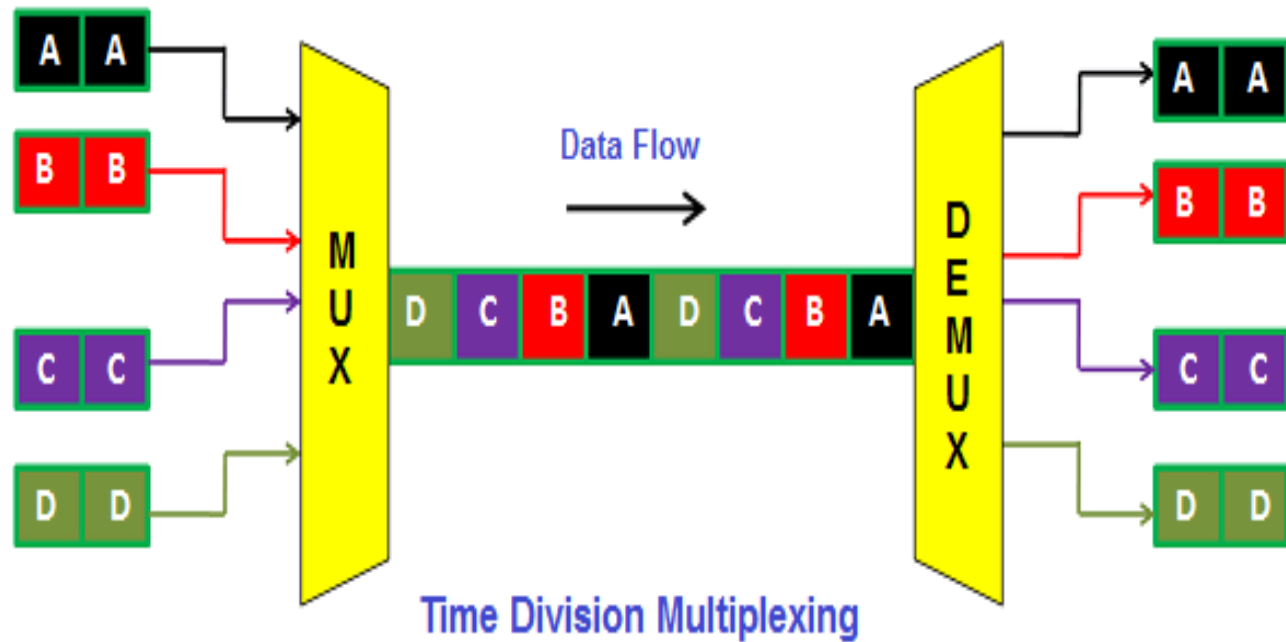 A A
A A
B B
Data Flow
B B
MUX
DEMUX
D C B A D C B A
C C
C C
D D
D D
Time Division Multiplexing